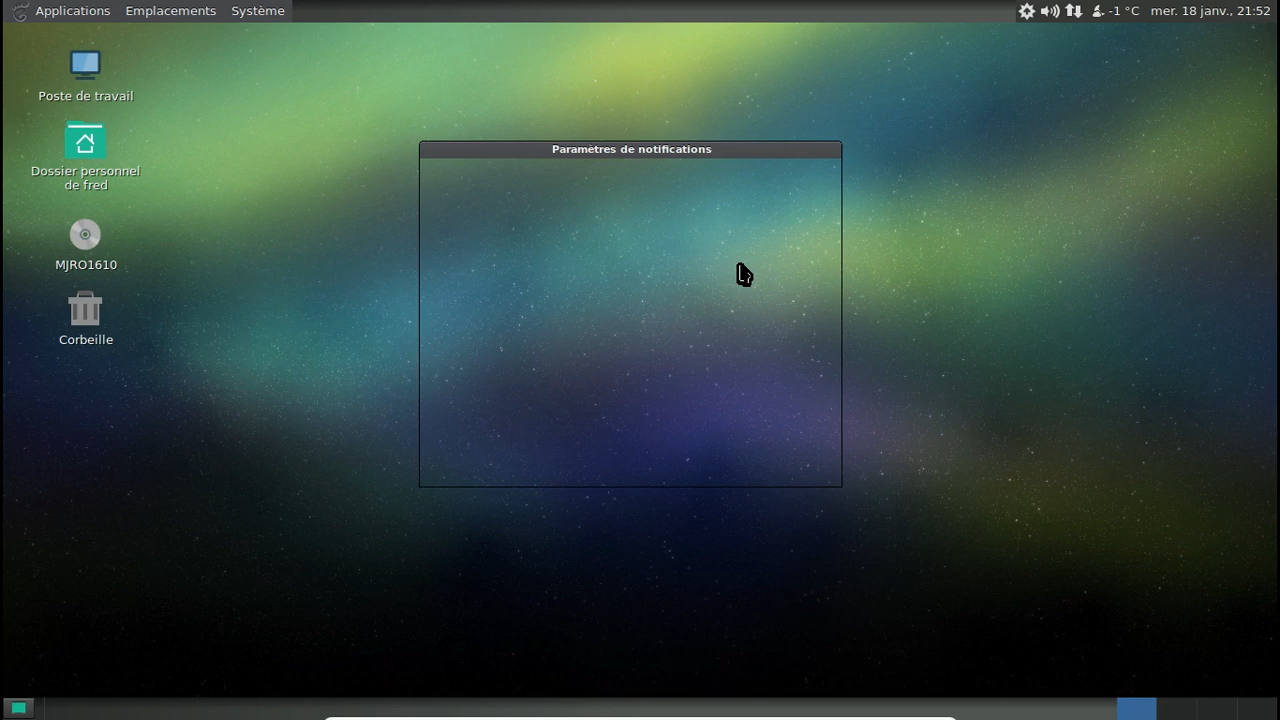 Applications Emplacements Système
-1 °C mer. 18 janv., 21:52
Poste de travail
Paramètres de notifications
Dossier personnel
de fred
MJRO1610
Corbeille